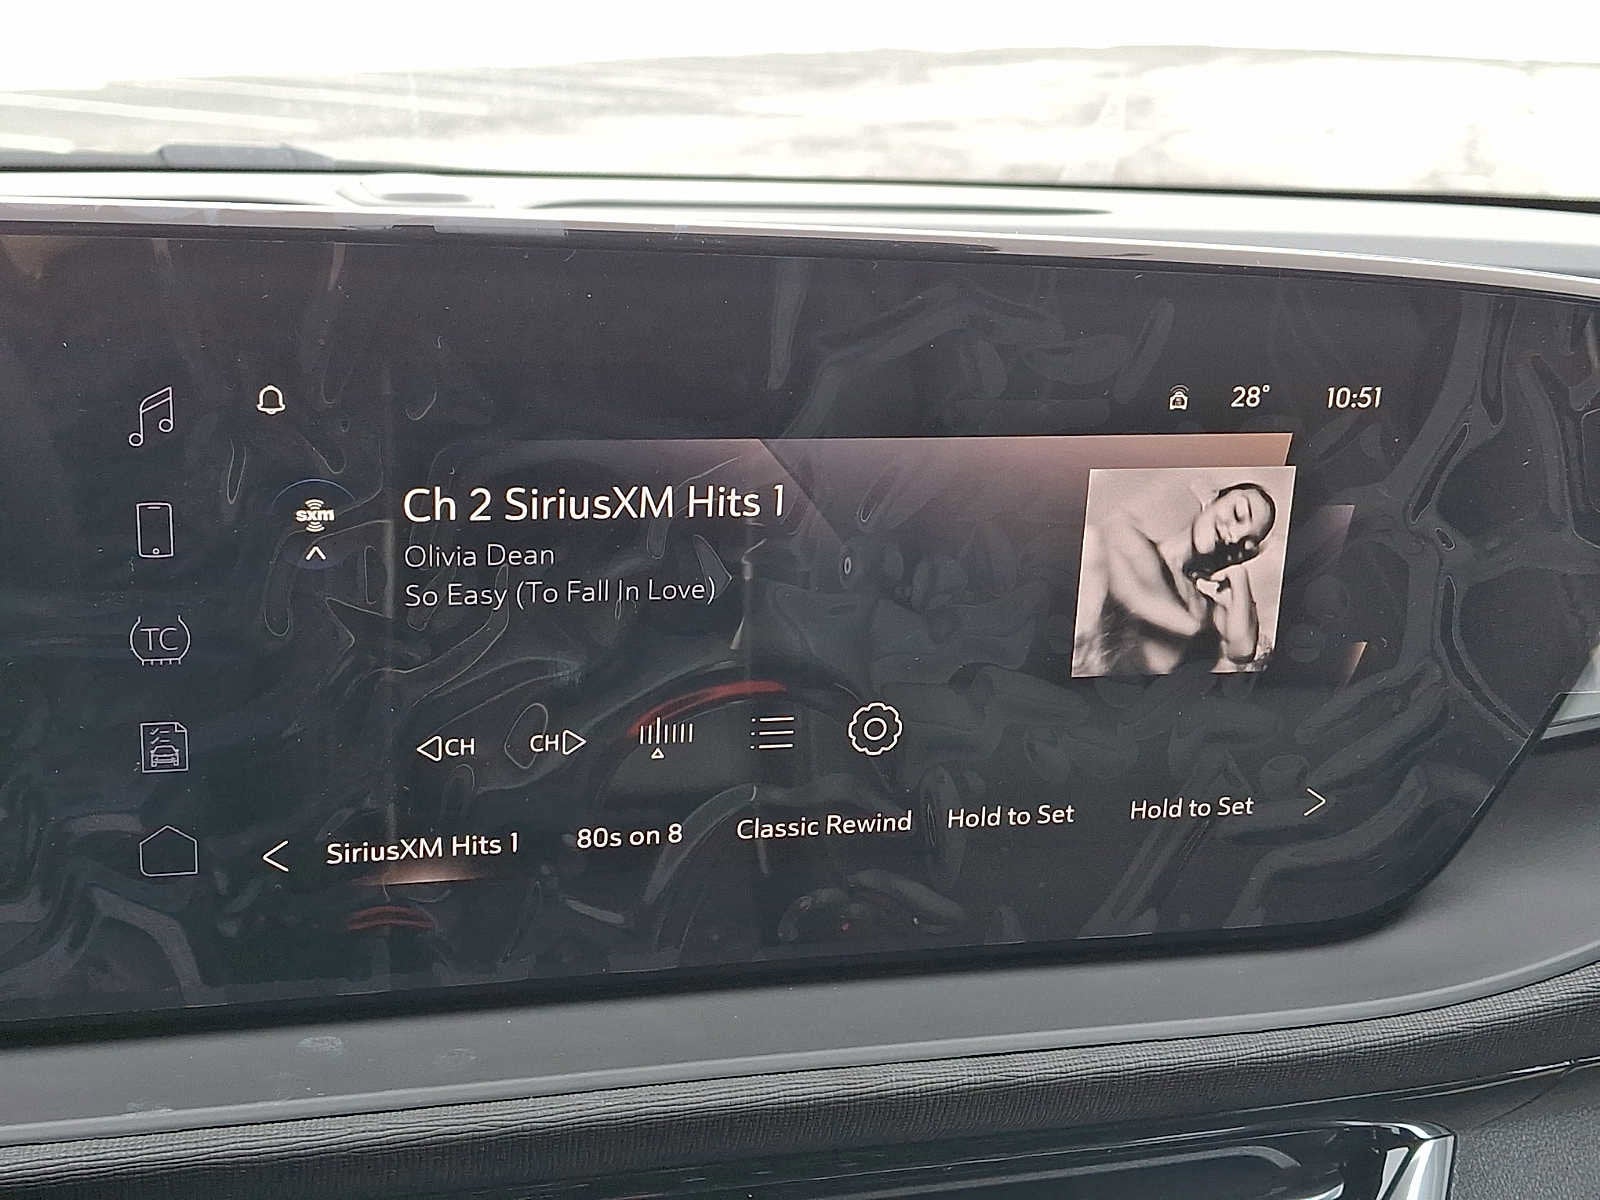 28° 10:51
sxm
Ch 2 SiriusXM Hits 1
Olivia Dean
So Easy (To Fall In Love)
TC
CH CH
SiriusXM Hits 1 80s on 8 Classic Rewind Hold to Set Hold to Set